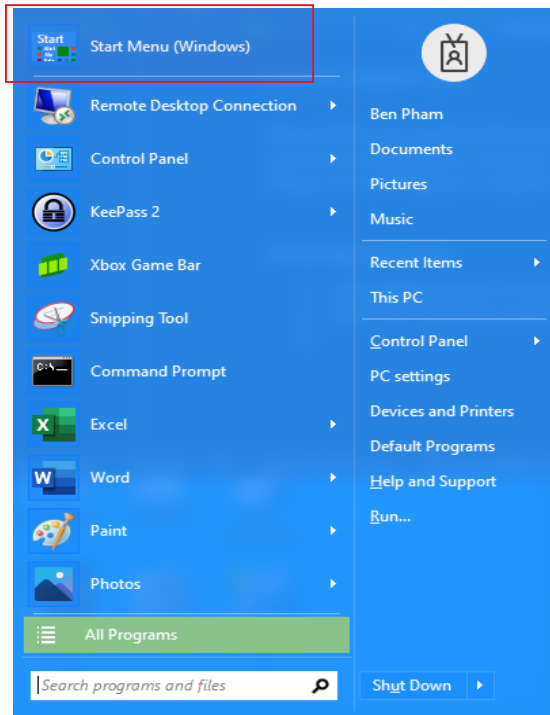 Start
Start Menu (Windows)
Remote Desktop Connection
Control Panel
KeePass 2
Xbox Game Bar
Snipping Tool
C:\_
Command Prompt
X
Excel
W
Word
Paint
Photos
All Programs
Search programs and files
Ben Pham
Documents
Pictures
Music
Recent Items
This PC
Control Panel
PC settings
Devices and Printers
Default Programs
Help and Support
Run...
Shut Down